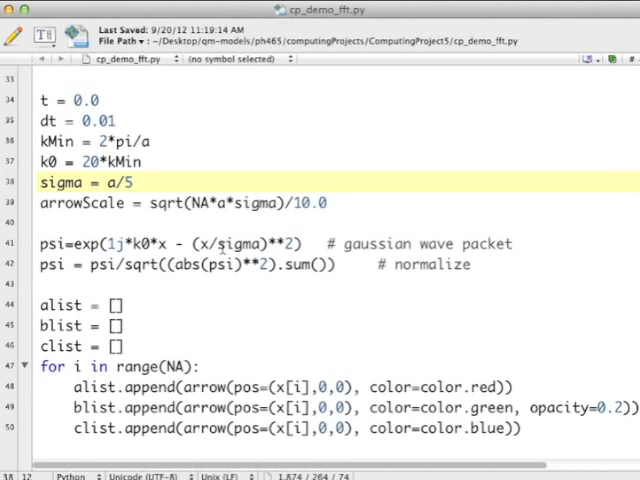 cp_demo_fft.py
Last Saved: 9/20/12 11:19:14 AM
File Path ▾: ~/Desktop/qm-models/ph465/computingProjects/ComputingProject5/cp_demo_fft.py
cp_demo_fft.py (no symbol selected) #
33
34 t = 0.0
35 dt = 0.01
36 kMin = 2*pi/a
37 k0 = 20*kMin
38 sigma = a/5
39 arrowScale = sqrt(NA*a*sigma)/10.0
40
41 psi=exp(1j*k0*x - (x/sigma)**2) # gaussian wave packet
42 psi = psi/sqrt((abs(psi)**2).sum()) # normalize
43
44 alist = []
45 blist = []
46 clist = []
47 for i in range(NA):
48 alist.append(arrow(pos=(x[i],0,0), color=color.red))
49 blist.append(arrow(pos=(x[i],0,0), color=color.green, opacity=0.2))
50 clist.append(arrow(pos=(x[i],0,0), color=color.blue))
38 12 Python Unicode (UTF-8) Unix (LF) 1,874 / 264 / 74